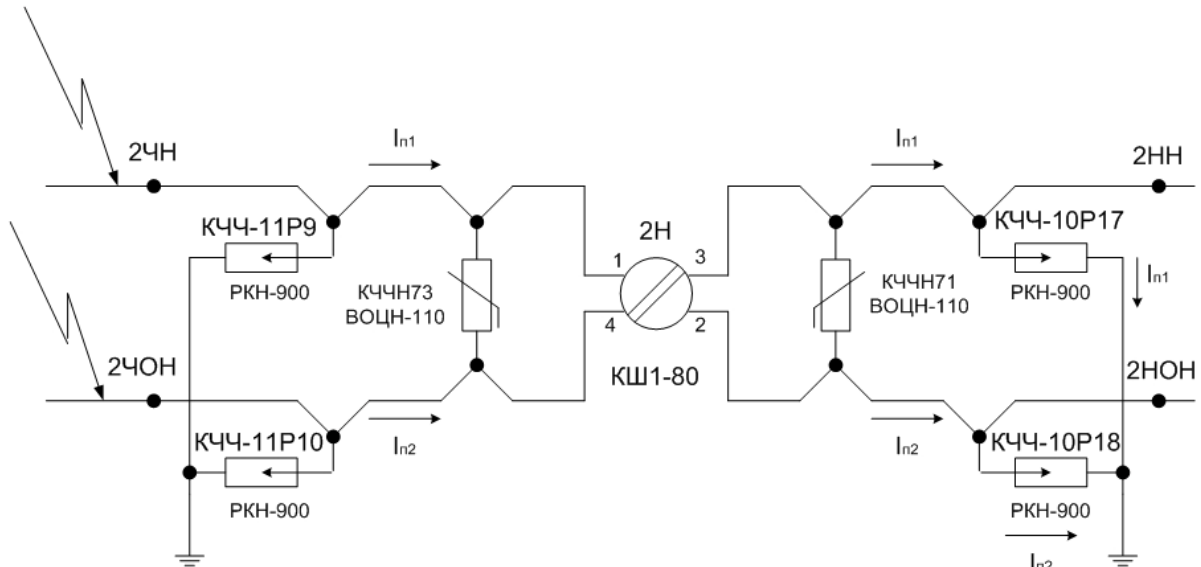 Iп1
Iп1
2ЧН
2НН
КЧЧ-11Р9
2Н
КЧЧ-10Р17
1
3
РКН-900
КЧЧН73
ВОЦН-110
КЧЧН71
ВОЦН-110
РКН-900
Iп1
4
2
2ЧОН
КШ1-80
2НОН
КЧЧ-11Р10
Iп2
Iп2
КЧЧ-10Р18
РКН-900
РКН-900
Iп2